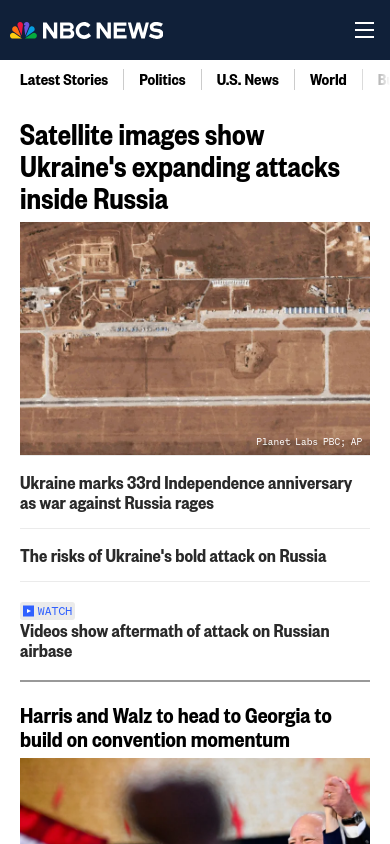 NBC NEWS
Latest Stories
Politics
U.S. News
World
Satellite images show
Ukraine's expanding attacks
inside Russia
Planet Labs PBC; AP
Ukraine marks 33rd Independence anniversary
as war against Russia rages
The risks of Ukraine's bold attack on Russia
WATCH
Videos show aftermath of attack on Russian
airbase
Harris and Walz to head to Georgia to
build on convention momentum